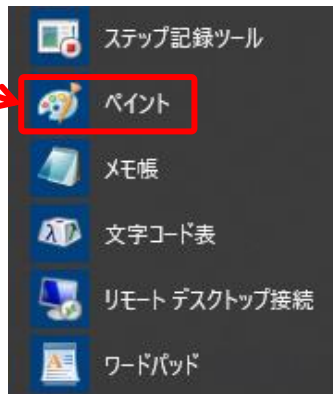 ステップ記録ツール
ペイント
メモ帳
文字コード表
リモート デスクトップ接続
ワードパッド